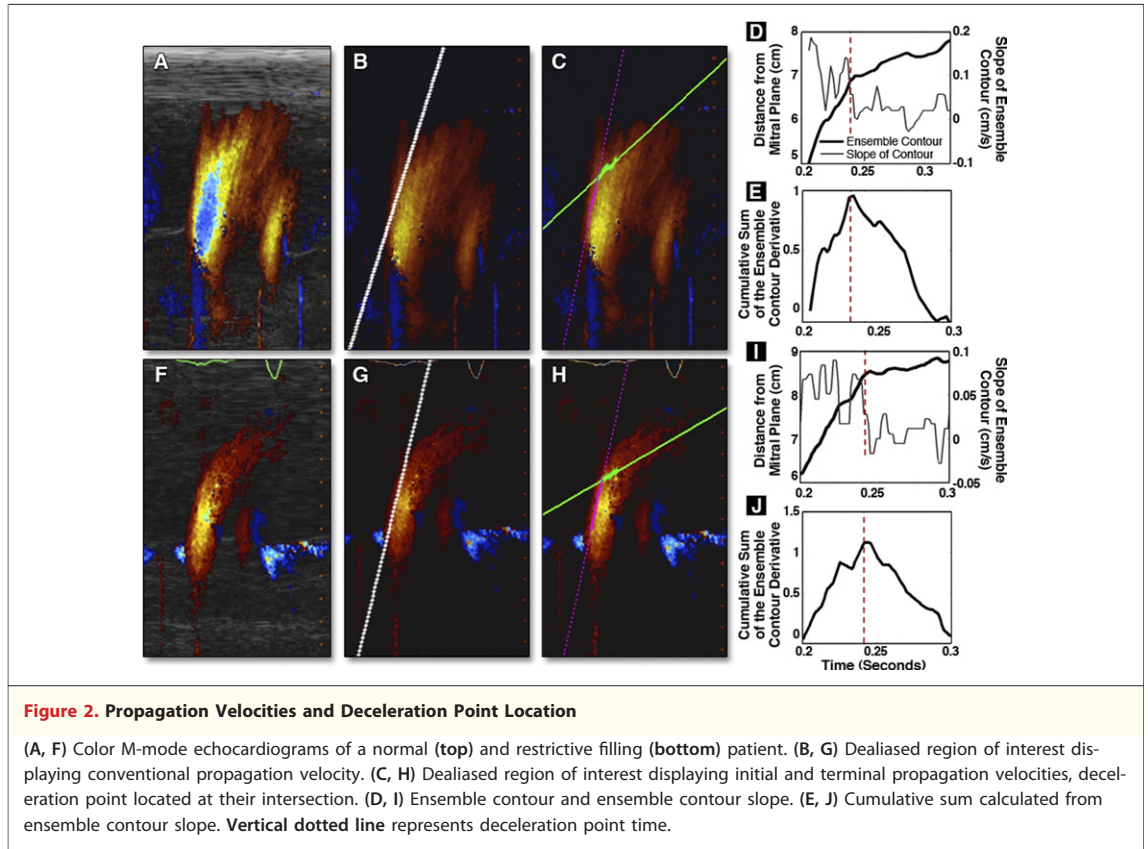 A
B
C
D
8
7
6
5
0.2
0.25
0.3
0.2
0.1
0
-0.1
Distance from
Mitral Plane (cm)
Slope of Ensemble
Contour (cm/s)
Ensemble Contour
Slope of Contour
E
1
0.5
0
0.2
0.25
0.3
Cumulative Sum
of the Ensemble
Contour Derivative
F
G
H
I
9
8
7
6
0.2
0.25
0.3
0.1
0.05
0
-0.05
Distance from
Mitral Plane (cm)
Slope of Ensemble
Contour (cm/s)
J
1.5
1
0.5
0
0.2
0.25
0.3
Cumulative Sum
of the Ensemble
Contour Derivative
Time (Seconds)
Figure 2. Propagation Velocities and Deceleration Point Location
(A, F) Color M-mode echocardiograms of a normal (top) and restrictive filling (bottom) patient. (B, G) Dealiased region of interest dis-
playing conventional propagation velocity. (C, H) Dealiased region of interest displaying initial and terminal propagation velocities, decel-
eration point located at their intersection. (D, I) Ensemble contour and ensemble contour slope. (E, J) Cumulative sum calculated from
ensemble contour slope. Vertical dotted line represents deceleration point time.